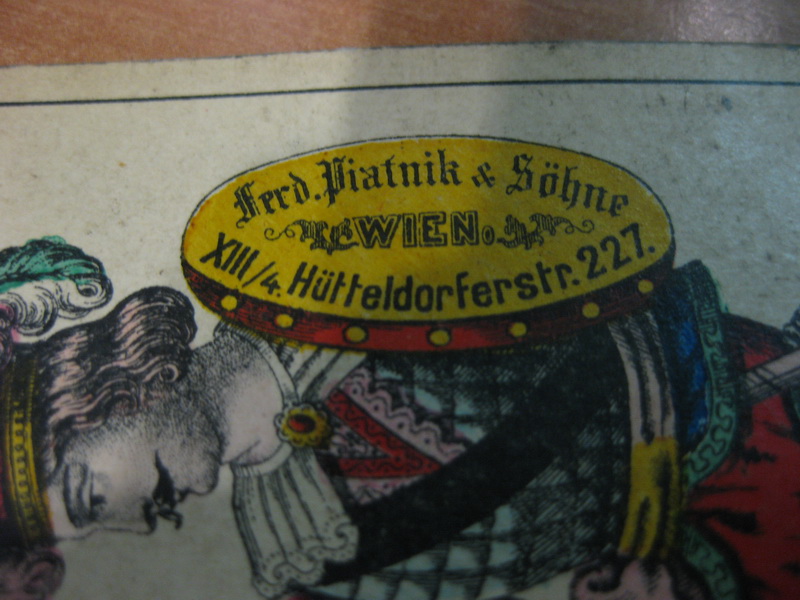 Ferd. Piatnik & Söhne
WIEN.
XIII/4. Hütteldorferstr. 227.